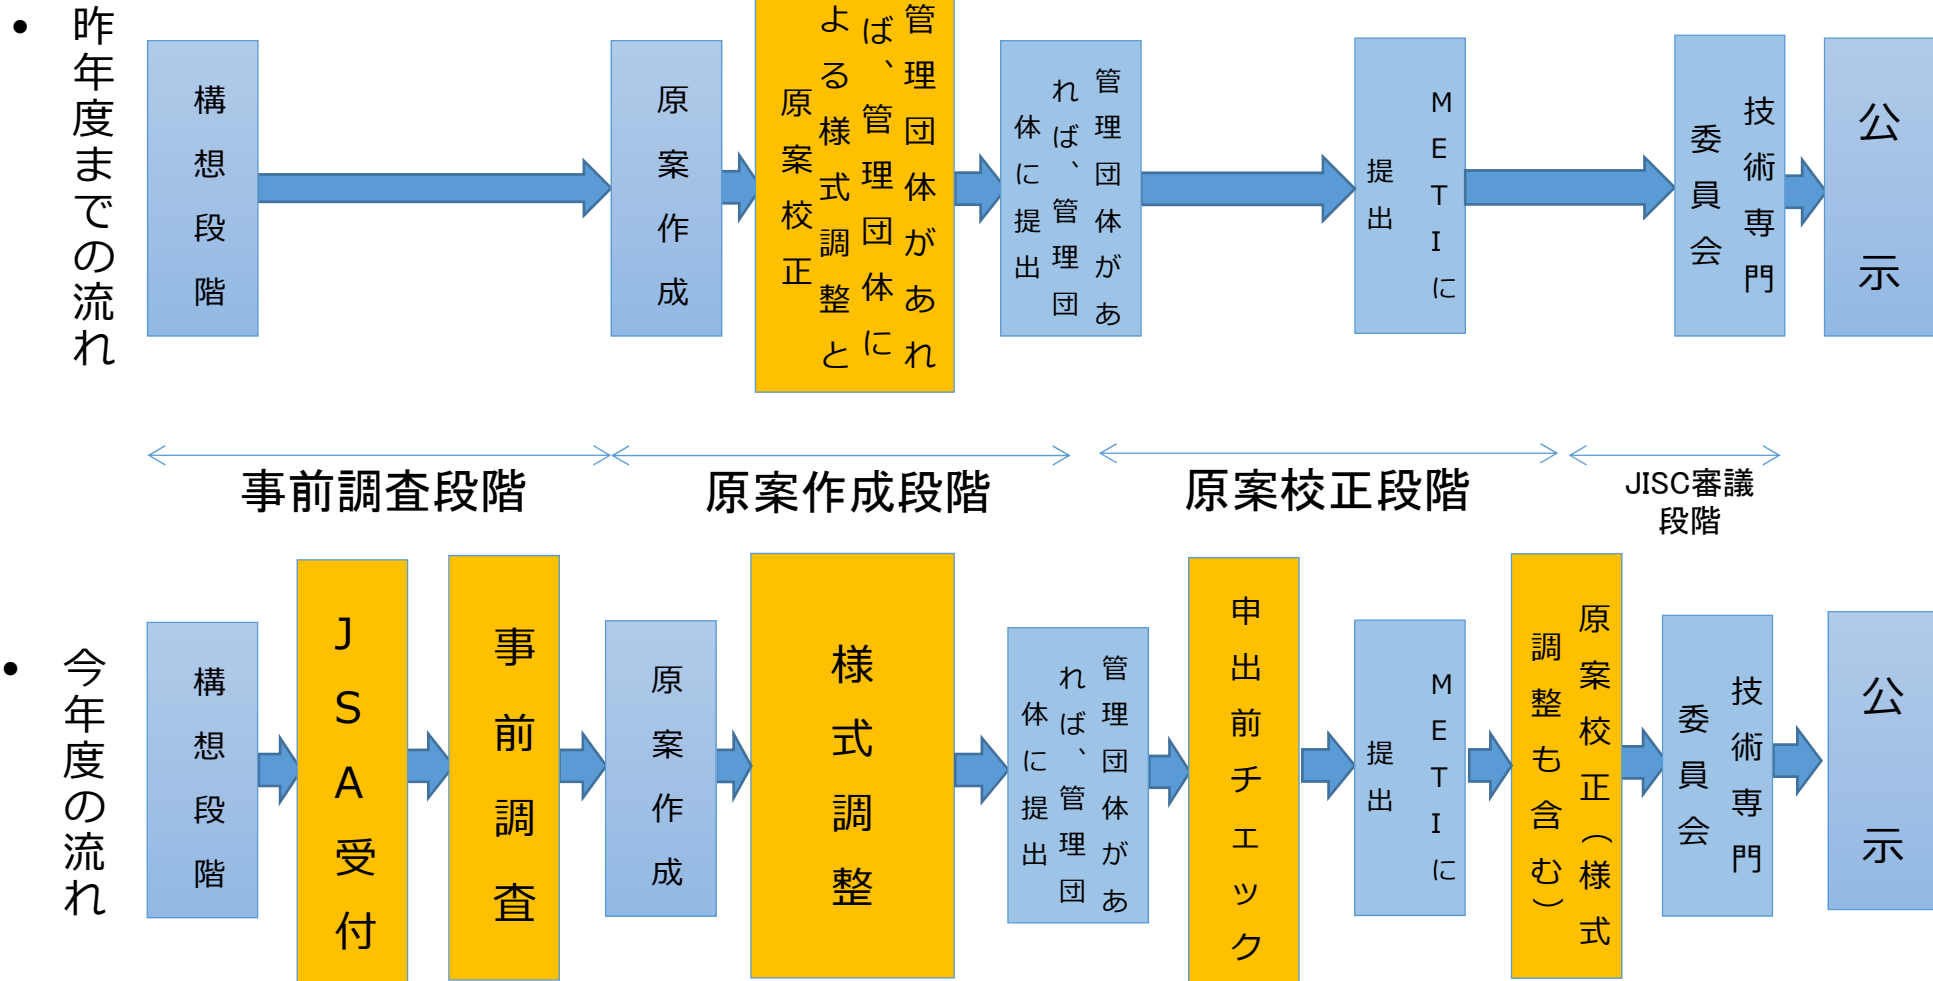 • 昨年度までの流れ
構想段階
原案作成
管理団体があれ
ば、管理団体に
よる様式調整と
原案校正
管理団体があ
れば、管理団
体に提出
METIに
提出
技術専門
委員会
公示
事前調査段階
原案作成段階
原案校正段階
JISC審議
段階
• 今年度の流れ
構想段階
JSA受付
事前調査
原案作成
様式調整
管理団体があ
れば、管理団
体に提出
申出前チェック
METIに
提出
原案校正（様式
調整も含む）
技術専門
委員会
公示